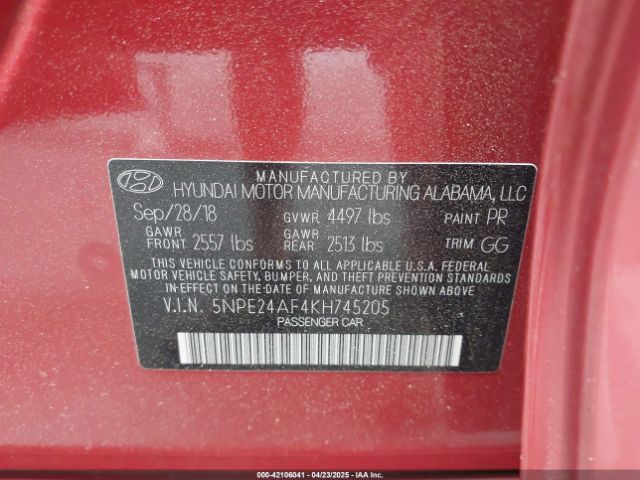 MANUFACTURED BY
HYUNDAI MOTOR MANUFACTURING ALABAMA, LLC
Sep/28/18 GVWR 4497 lbs PAINT PR
GAWR FRONT 2557 lbs GAWR REAR 2513 lbs TRIM GG
THIS VEHICLE CONFORMS TO ALL APPLICABLE U.S.A. FEDERAL
MOTOR VEHICLE SAFETY, BUMPER, AND THEFT PREVENTION STANDARDS
IN EFFECT ON THE DATE OF MANUFACTURE SHOWN ABOVE
V.I.N. 5NPE24AF4KH745205
PASSENGER CAR
000-42106041 - 04/23/2025 - IAAI.COM